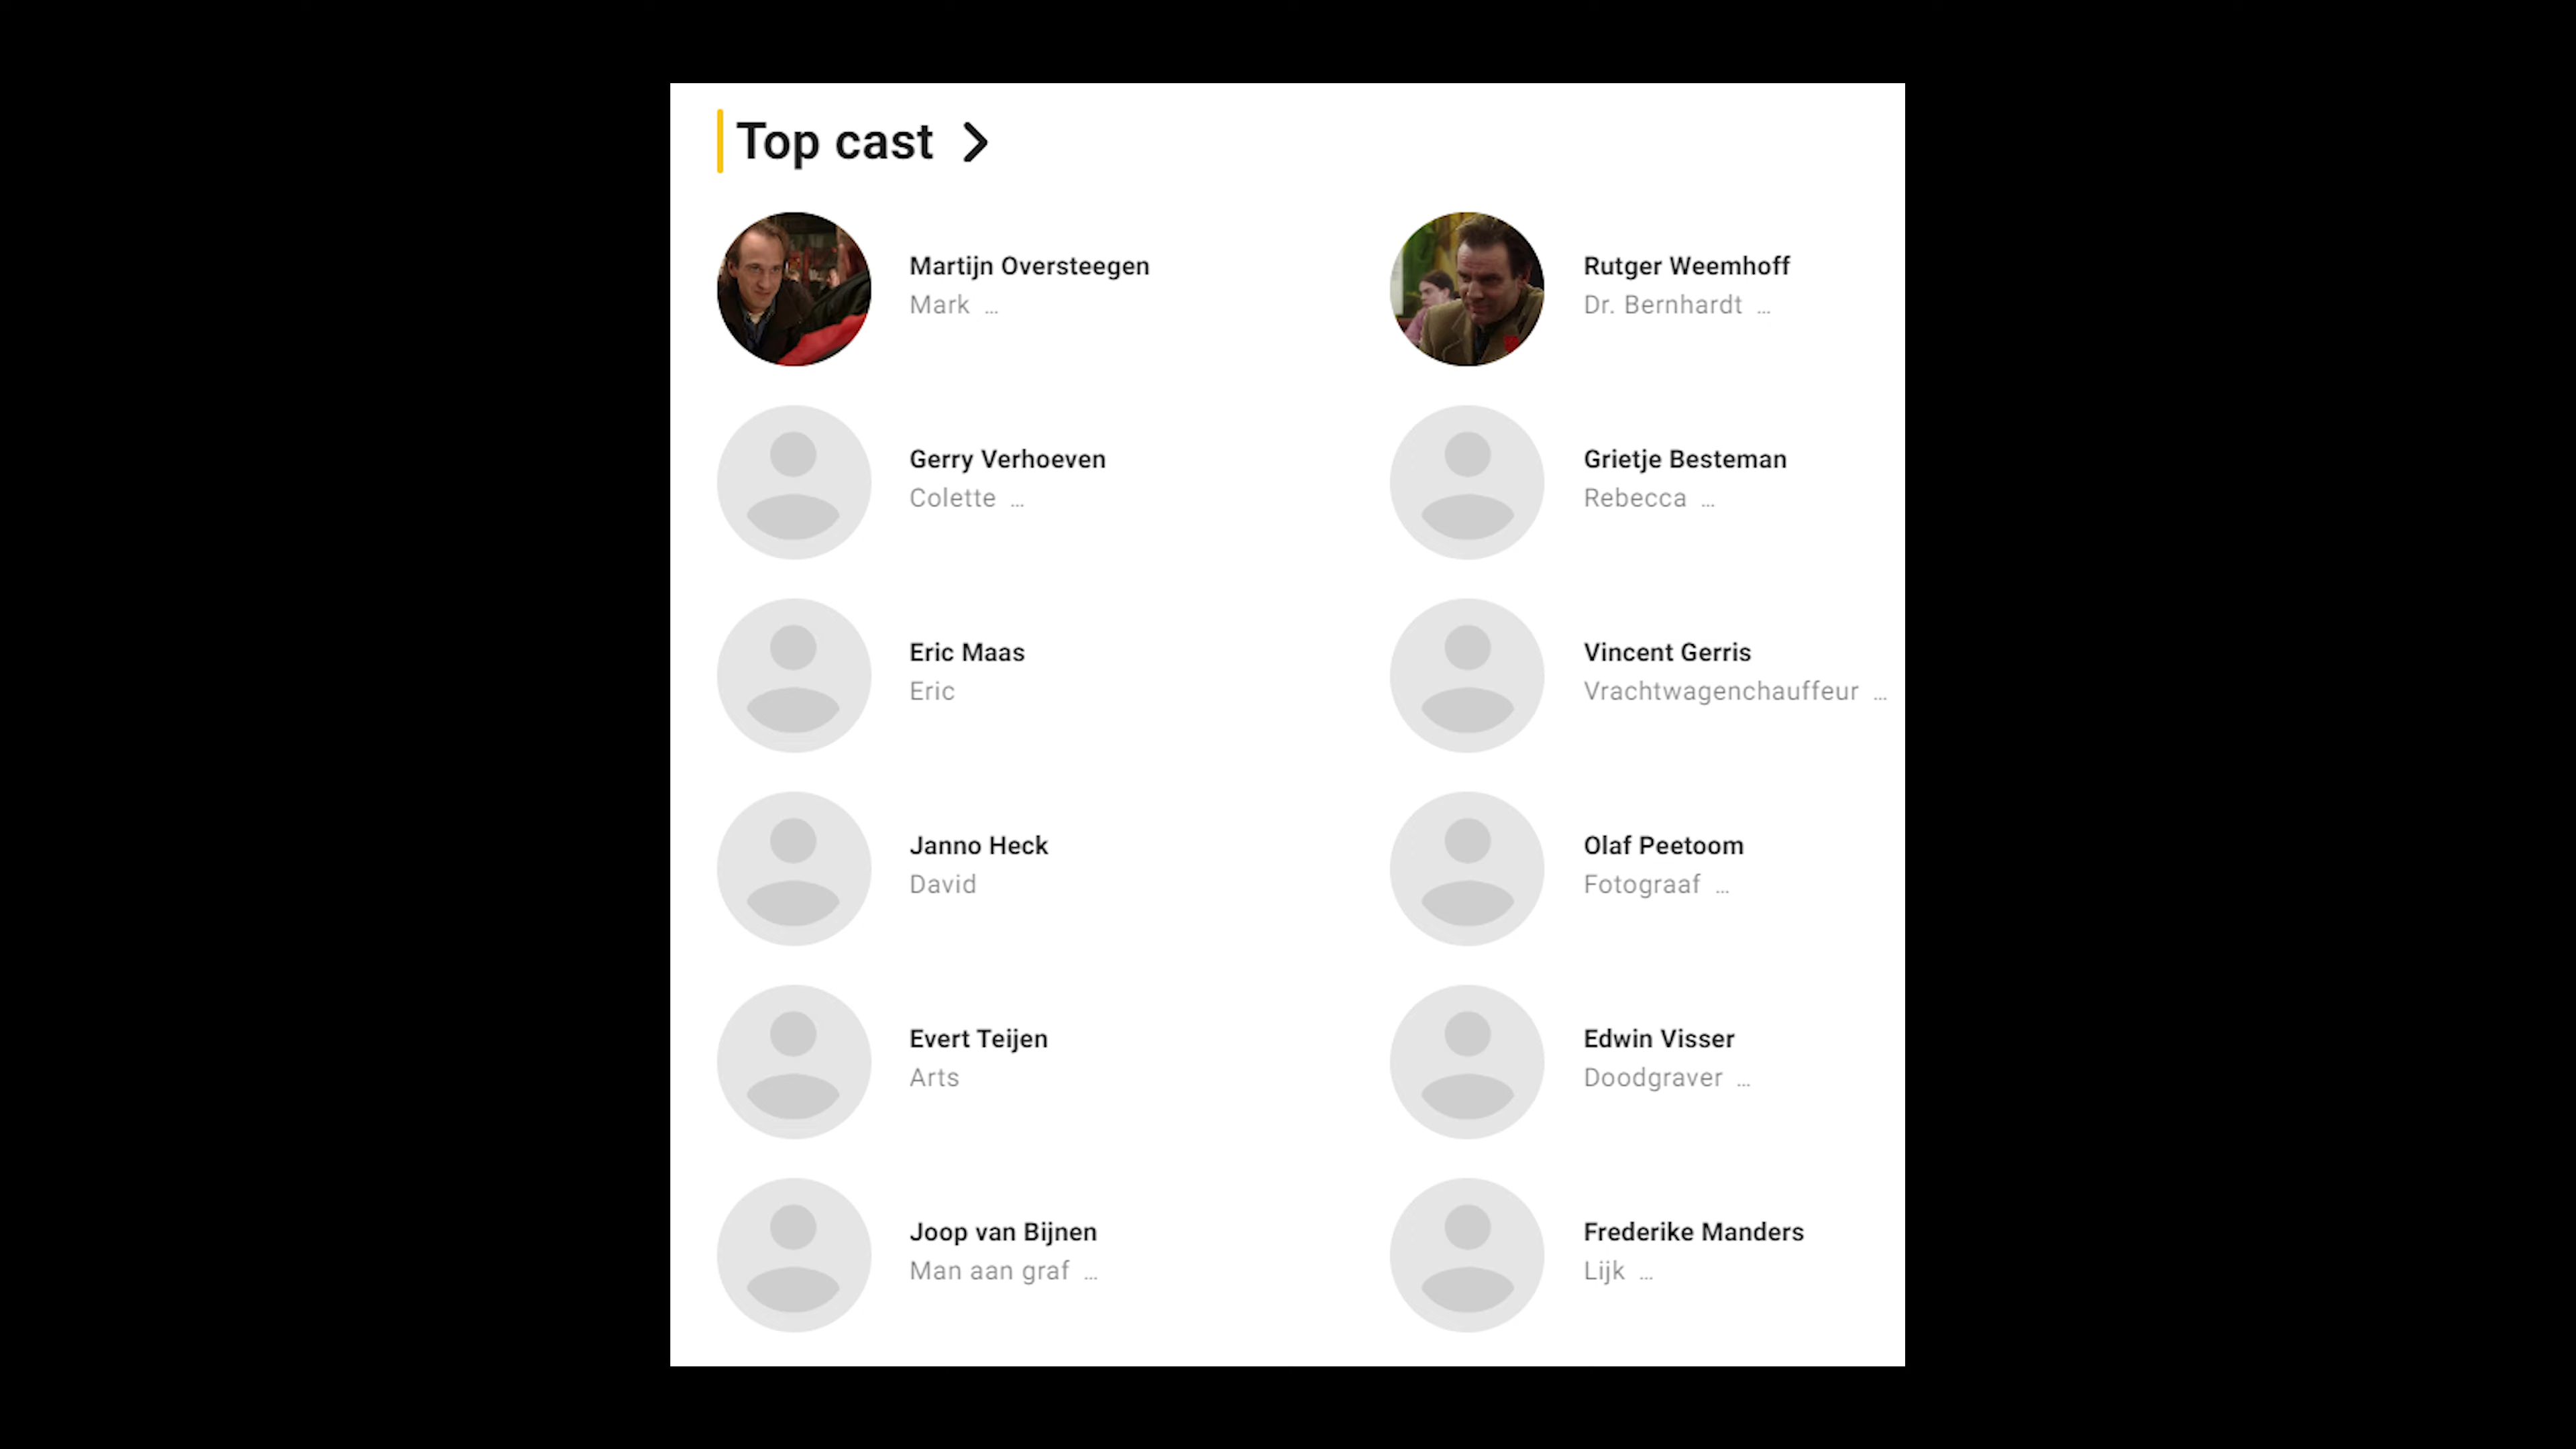 Top cast
Martijn Oversteegen
Mark ...
Rutger Weemhoff
Dr. Bernhardt ...
Gerry Verhoeven
Colette ...
Grietje Besteman
Rebecca ...
Eric Maas
Eric
Vincent Gerris
Vrachtwagenchauffeur ...
Janno Heck
David
Olaf Peetoom
Fotograaf ...
Evert Teijen
Arts
Edwin Visser
Doodgraver ...
Joop van Bijnen
Man aan graf ...
Frederike Manders
Lijk ...